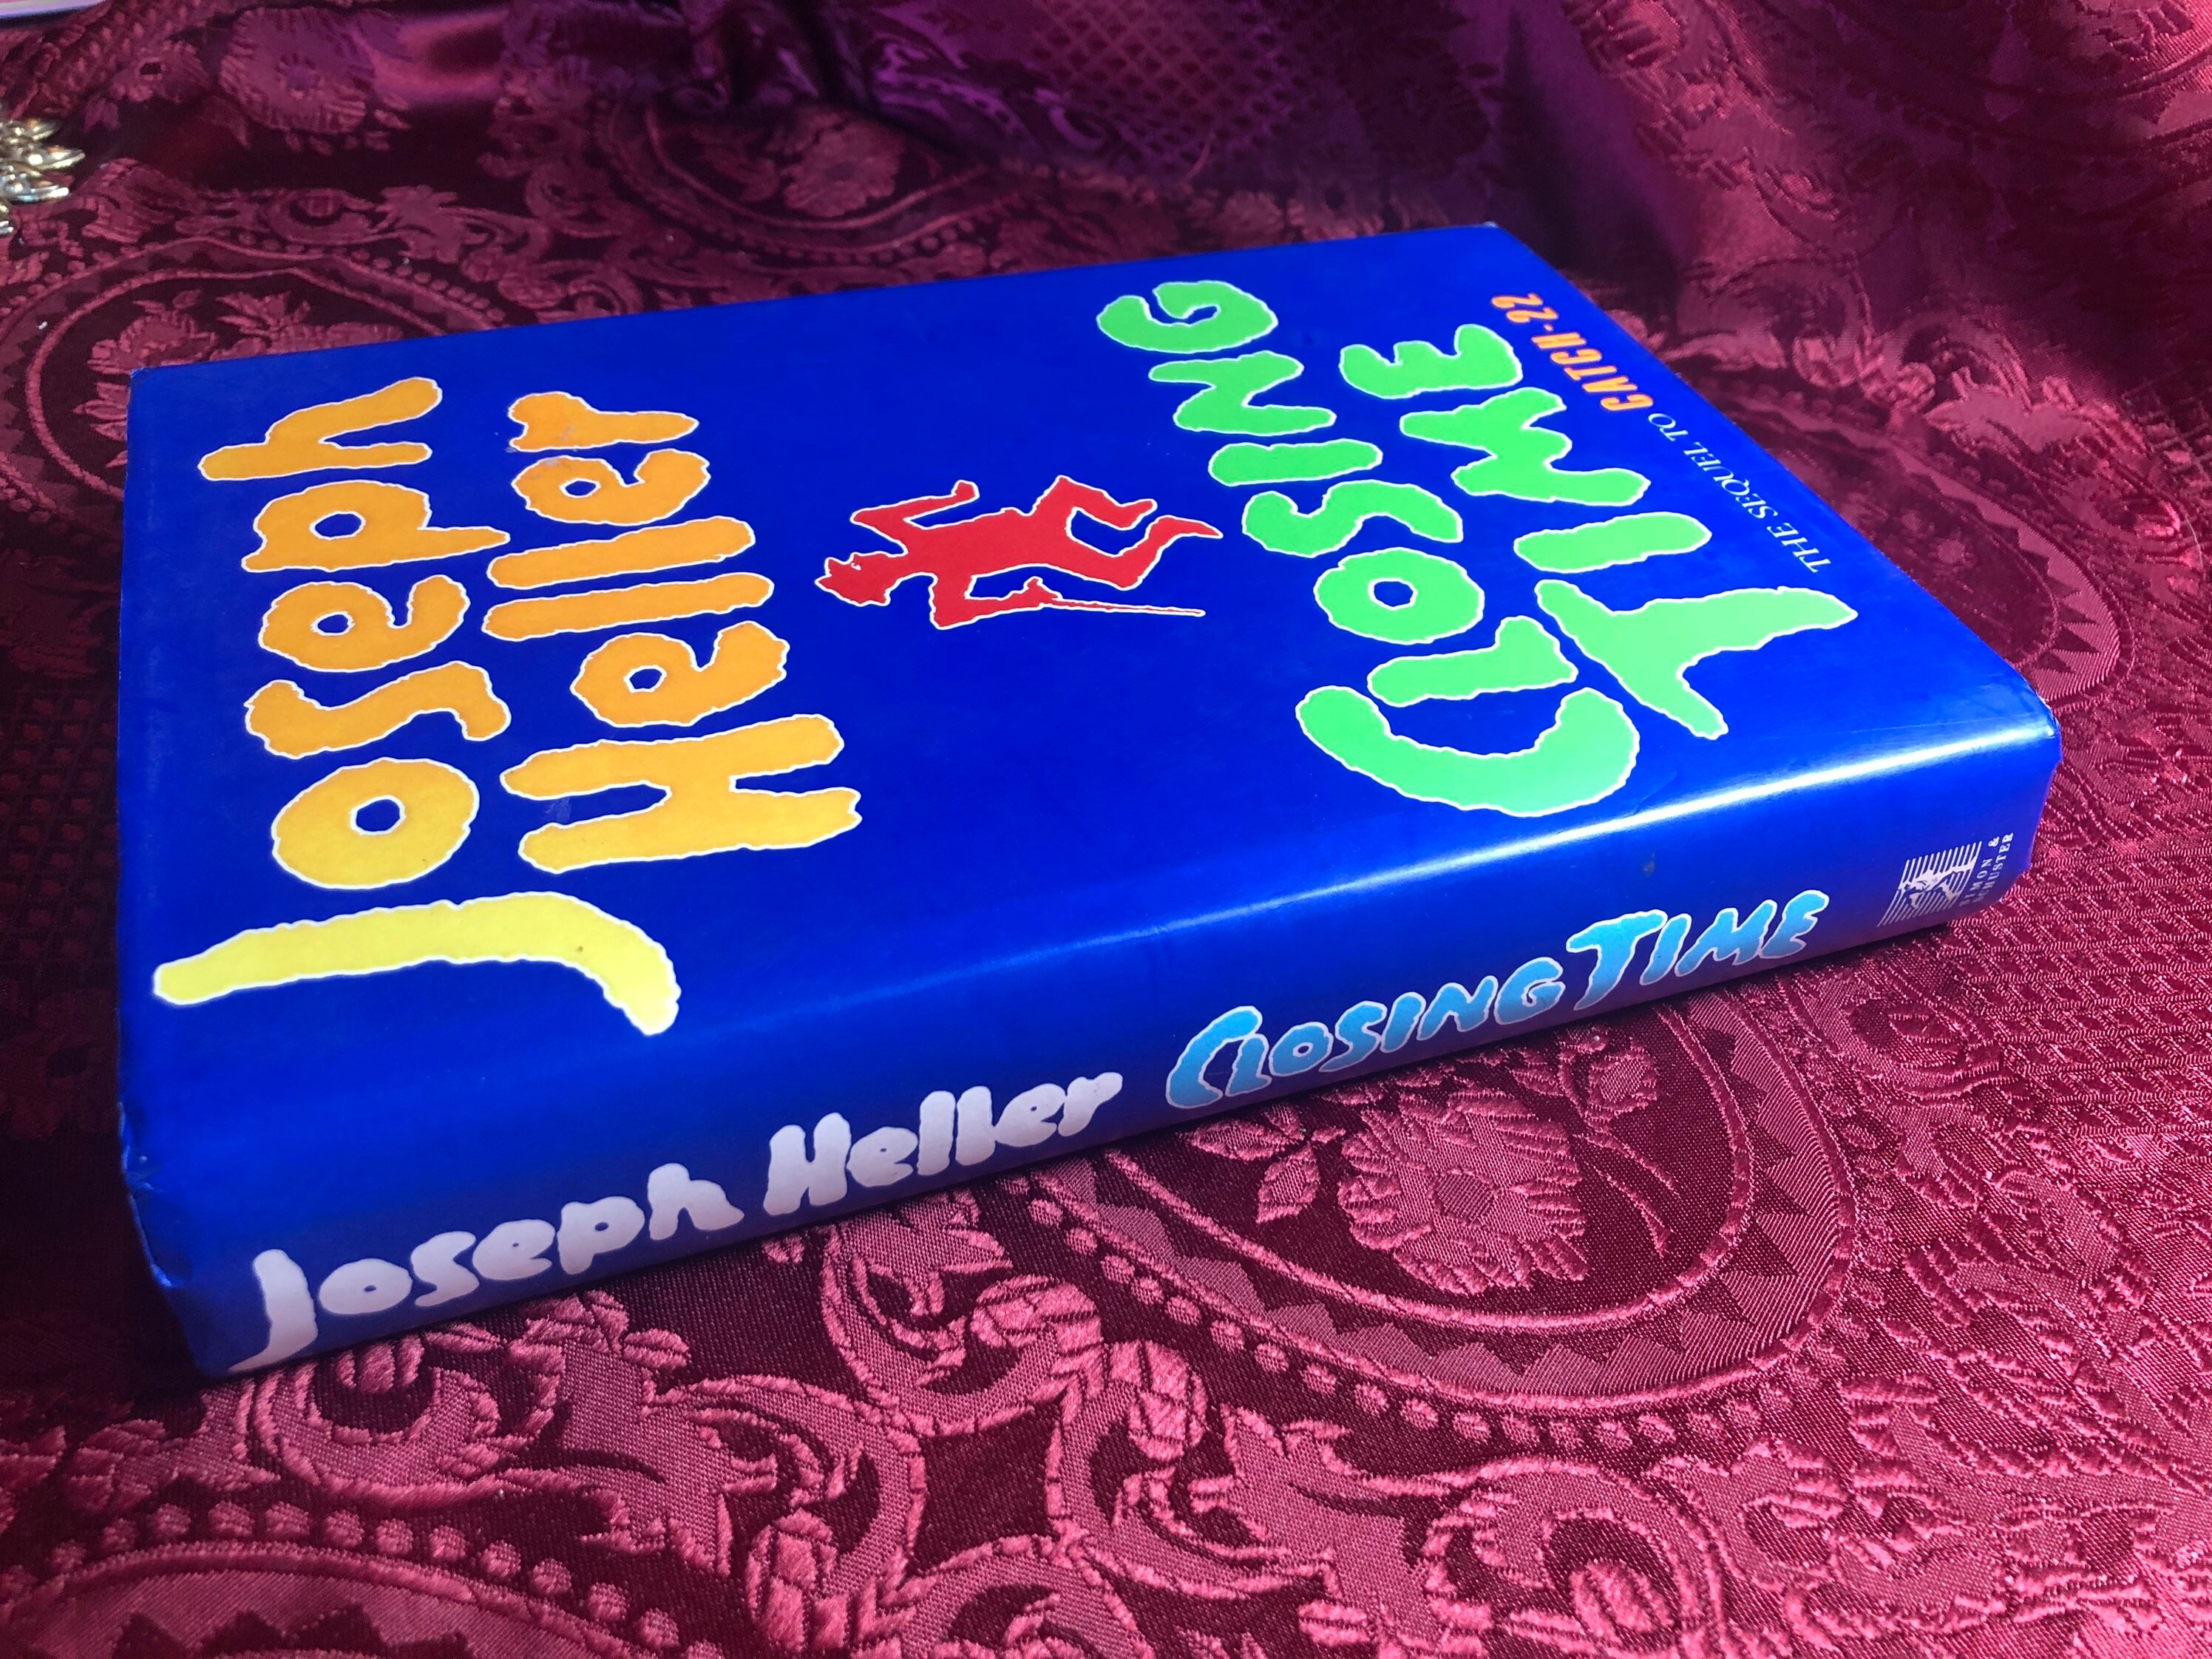 THE SEQUEL TO CATCH-22
CLOSING
TIME
Joseph
Heller
Joseph Heller CLOSING TIME
SIMON &
SCHUSTER